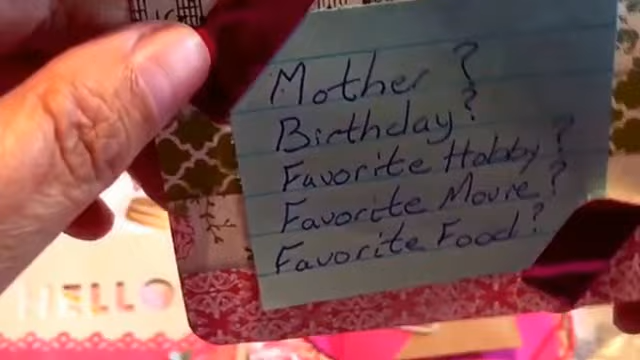 Mother?
Birthday?
Favorite Hobby?
Favorite Movie?
Favorite Food?
HELLO